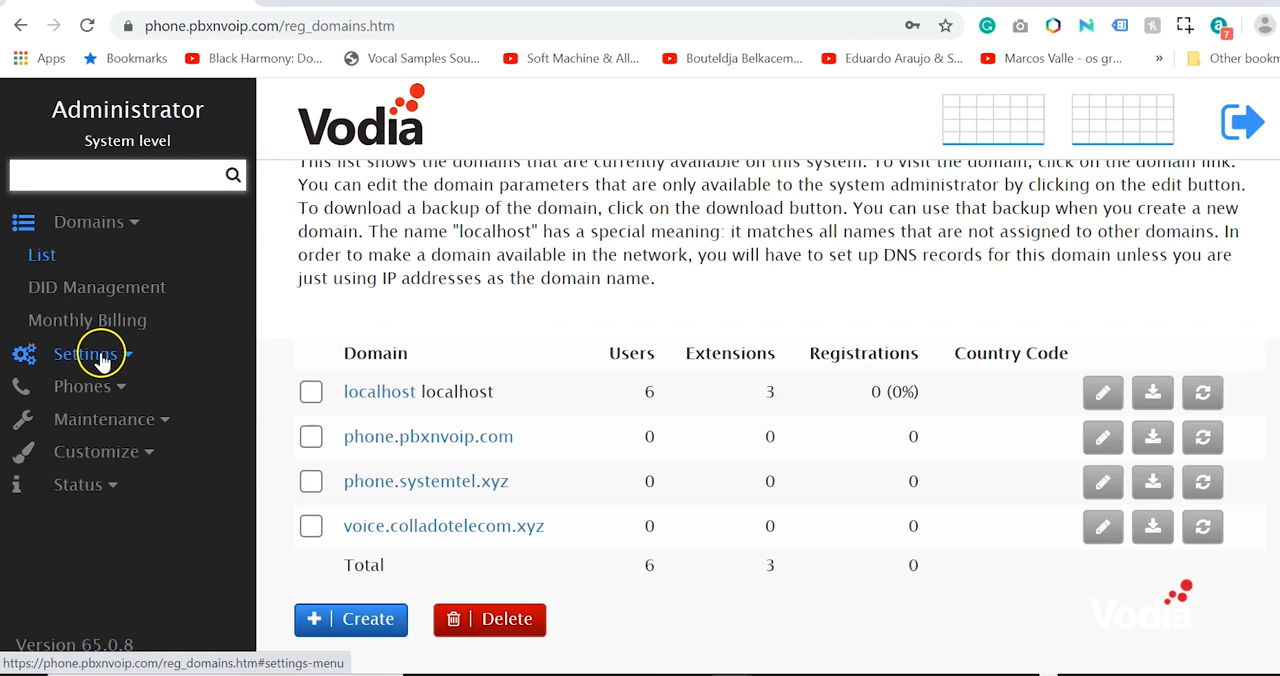 phone.pbxnvoip.com/reg_domains.htm
7
Apps Bookmarks Black Harmony: Do... Vocal Samples Sou... Soft Machine & All... Bouteldja Belkacem... Eduardo Araujo & S... Marcos Valle - os gr... » Other bookm
Administrator
System level
Domains
List
DID Management
Monthly Billing
Settings
Phones
Maintenance
Customize
Status
Version 65.0.8
https://phone.pbxnvoip.com/reg_domains.htm#settings-menu
Vodia
This list shows the domains that are currently available on this system. To visit the domain, click on the domain link.
You can edit the domain parameters that are only available to the system administrator by clicking on the edit button.
To download a backup of the domain, click on the download button. You can use that backup when you create a new
domain. The name "localhost" has a special meaning: it matches all names that are not assigned to other domains. In
order to make a domain available in the network, you will have to set up DNS records for this domain unless you are
just using IP addresses as the domain name.
Domain Users Extensions Registrations Country Code
localhost localhost 6 3 0 (0%)
phone.pbxnvoip.com 0 0 0
phone.systemtel.xyz 0 0 0
voice.colladotelecom.xyz 0 0 0
Total 6 3 0
+ | Create | Delete
Vodia